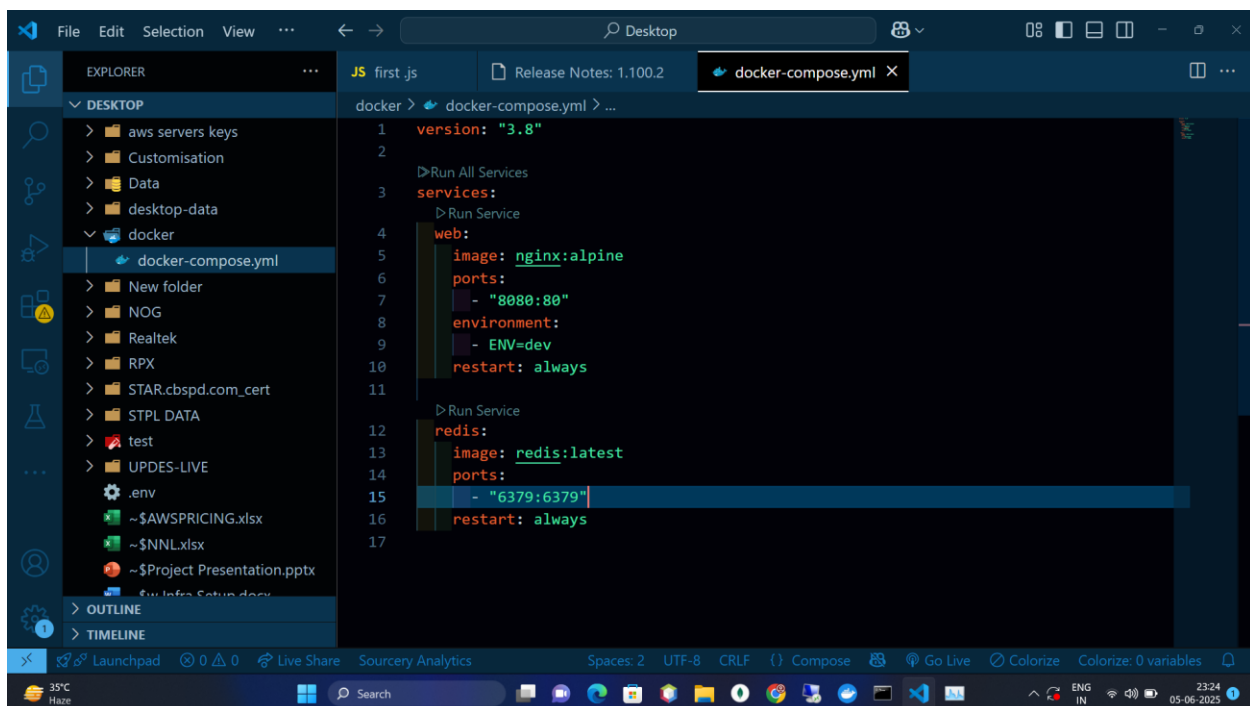 File Edit Selection View ··· Desktop
EXPLORER ···
JS first .js Release Notes: 1.100.2 docker-compose.yml
DESKTOP
docker > docker-compose.yml > ...
aws servers keys
Customisation
Data
desktop-data
docker
docker-compose.yml
New folder
NOG
Realtek
RPX
STAR.cbspd.com_cert
STPL DATA
test
UPDES-LIVE
.env
~$AWSPRICING.xlsx
~$NNL.xlsx
~$Project Presentation.pptx
~$w Infra Setup.docx
OUTLINE
TIMELINE
1 version: "3.8"
2
Run All Services
3 services:
Run Service
4 web:
5 image: nginx:alpine
6 ports:
7 - "8080:80"
8 environment:
9 - ENV=dev
10 restart: always
11
Run Service
12 redis:
13 image: redis:latest
14 ports:
15 - "6379:6379"
16 restart: always
17
1
Launchpad 0 0 Live Share Sourcery Analytics Spaces: 2 UTF-8 CRLF {} Compose Go Live Colorize Colorize: 0 variables
35°C
Haze
Search
ENG
IN
23:24
05-06-2025
1